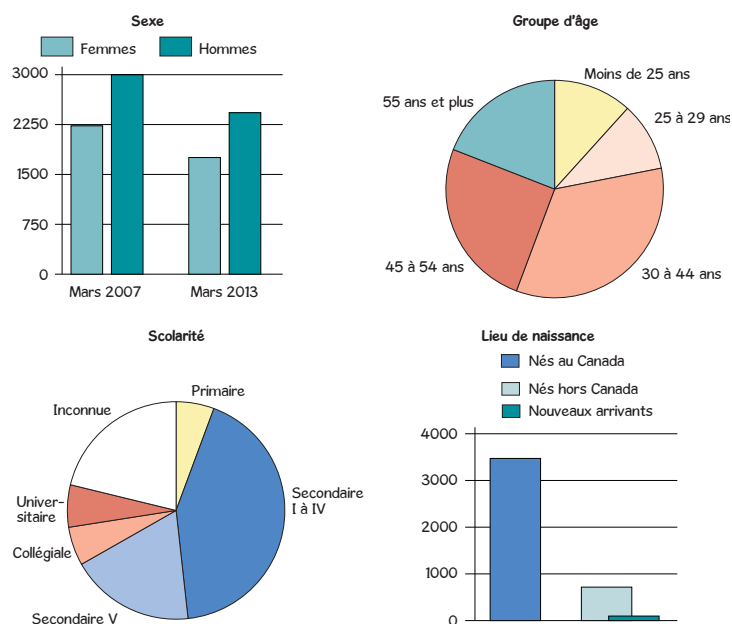 Sexe
Femmes
Hommes
3000
2250
1500
750
0
Mars 2007
Mars 2013
Groupe d'âge
Moins de 25 ans
25 à 29 ans
30 à 44 ans
45 à 54 ans
55 ans et plus
Scolarité
Primaire
Secondaire
I à IV
Secondaire V
Collégiale
Univer-
sitaire
Inconnue
Lieu de naissance
Nés au Canada
Nés hors Canada
Nouveaux arrivants
4000
3000
2000
1000
0